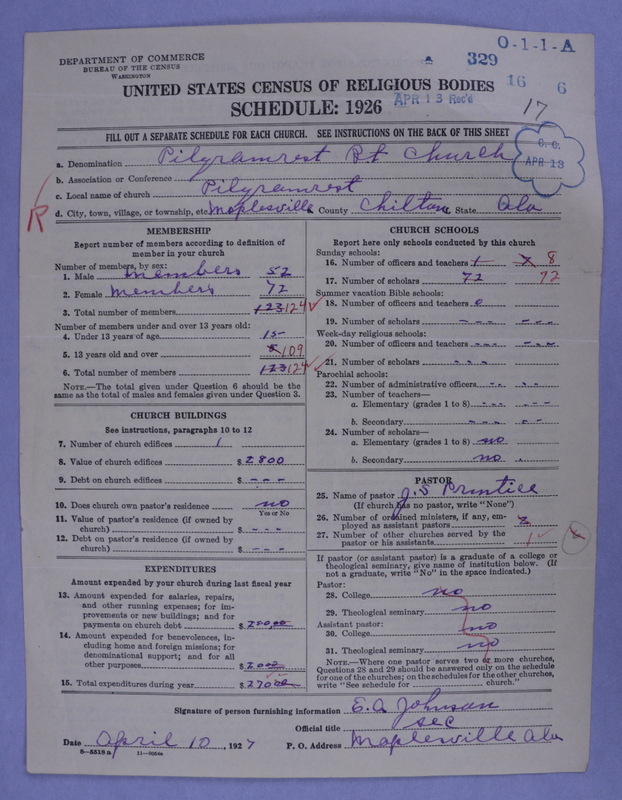 O-1-1-A
DEPARTMENT OF COMMERCE
BUREAU OF THE CENSUS
WASHINGTON
329
16 6
UNITED STATES CENSUS OF RELIGIOUS BODIES
SCHEDULE: 1926
APR 13 Rec'd
17
FILL OUT A SEPARATE SCHEDULE FOR EACH CHURCH. SEE INSTRUCTIONS ON THE BACK OF THIS SHEET
APR 13
a. Denomination Pilgramrest Bt Church
b. Association or Conference
c. Local name of church Pilgramrest
R
d. City, town, village, or township, etc. Maplesville County Chilton, State Ala
MEMBERSHIP
Report number of members according to definition of
member in your church
Number of members, by sex:
1. Male members 52
2. Female members 72
3. Total number of members 123 124
Number of members under and over 13 years old:
4. Under 13 years of age 15
5. 13 years old and over 109
6. Total number of members 123 124
NOTE.—The total given under Question 6 should be the
same as the total of males and females given under Question 3.
CHURCH BUILDINGS
See instructions, paragraphs 10 to 12
7. Number of church edifices 1
8. Value of church edifices $ 2800
9. Debt on church edifices $ - - -
10. Does church own pastor's residence no
Yes or No
11. Value of pastor's residence (if owned by
church) $ - - -
12. Debt on pastor's residence (if owned by
church) $ - - -
EXPENDITURES
Amount expended by your church during last fiscal year
13. Amount expended for salaries, repairs,
and other running expenses; for im-
provements or new buildings; and for
payments on church debt $
14. Amount expended for benevolences, in-
cluding home and foreign missions; for
denominational support; and for all
other purposes $
15. Total expenditures during year $
CHURCH SCHOOLS
Report here only schools conducted by this church
Sunday schools:
16. Number of officers and teachers 1 7 8
17. Number of scholars 72 72
Summer vacation Bible schools:
18. Number of officers and teachers 0
19. Number of scholars - - - - - -
Week-day religious schools:
20. Number of officers and teachers - - - - - -
21. Number of scholars - - -
Parochial schools:
22. Number of administrative officers - - - -
23. Number of teachers—
a. Elementary (grades 1 to 8) - - - - - -
b. Secondary - - - - -
24. Number of scholars—
a. Elementary (grades 1 to 8) no
b. Secondary no
PASTOR
25. Name of pastor J. S Prentice
(If church has no pastor, write "None")
26. Number of ordained ministers, if any, em-
ployed as assistant pastors 2
27. Number of other churches served by the
pastor or his assistants 1
If pastor (or assistant pastor) is a graduate of a college or
theological seminary, give name of institution below. (If
not a graduate, write "No" in the space indicated.)
Pastor:
28. College no
29. Theological seminary no
Assistant pastor:
30. College no
31. Theological seminary no
NOTE.—Where one pastor serves two or more churches,
Questions 28 and 29 should be answered only on the schedule
for one of the churches; on the schedules for the other churches,
write "See schedule for church."
Signature of person furnishing information E. A. Johnson
Official title sec
Date April 10, 1927 P. O. Address Maplesville Ala
8-5518 a